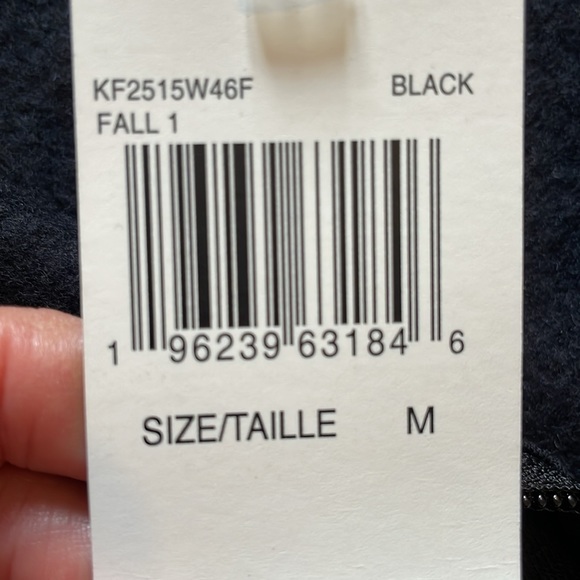 KF2515W46F BLACK
FALL 1
1 96239 63184 6
SIZE/TAILLE M